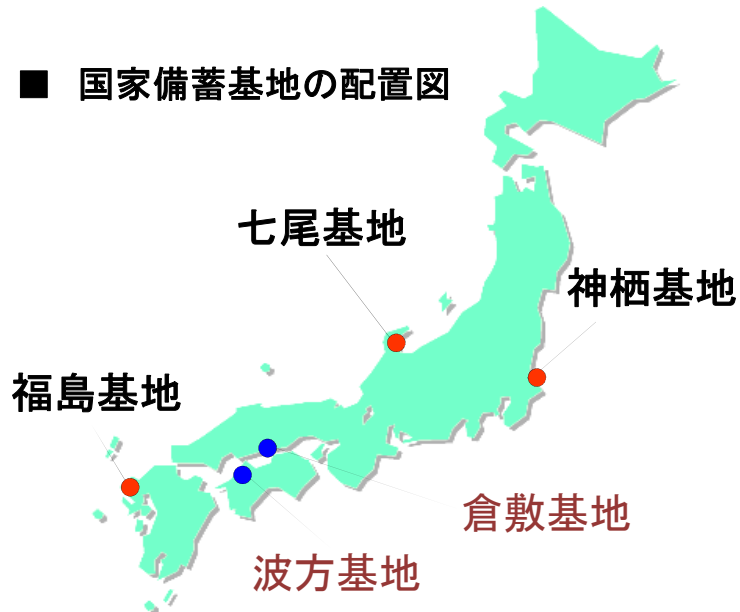 ■ 国家備蓄基地の配置図
七尾基地
神栖基地
福島基地
倉敷基地
波方基地